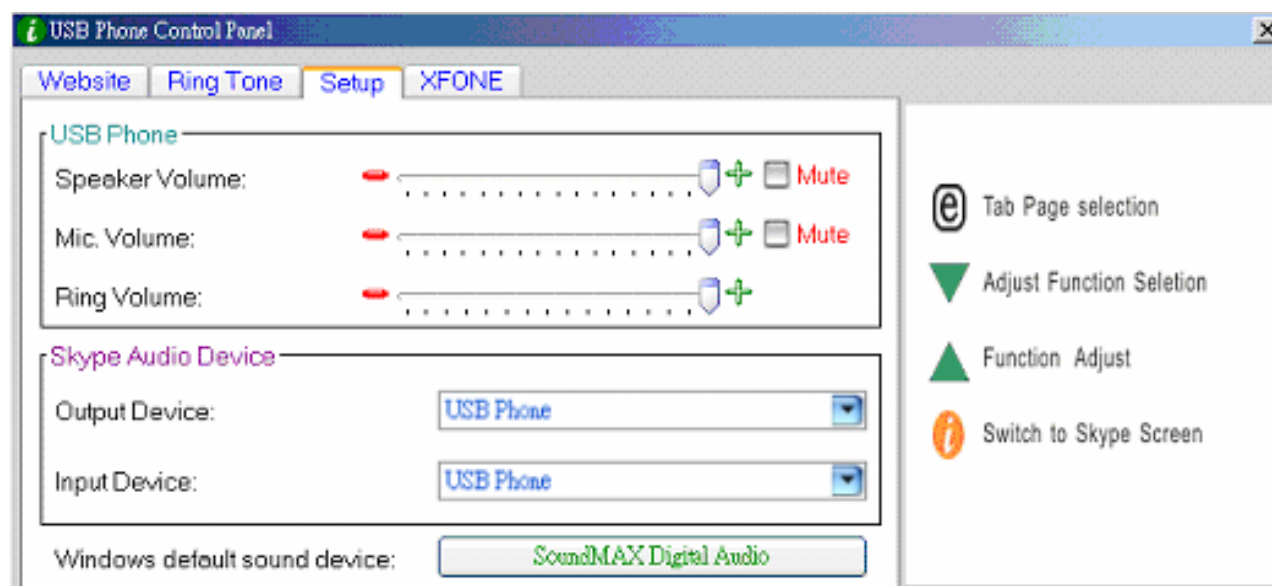 USB Phone Control Panel
Website Ring Tone Setup XFONE
USB Phone
Speaker Volume: Mute
Mic. Volume: Mute
Ring Volume:
Skype Audio Device
Output Device: USB Phone
Input Device: USB Phone
Windows default sound device: SoundMAX Digital Audio
e Tab Page selection
Adjust Function Seletion
Function Adjust
i Switch to Skype Screen